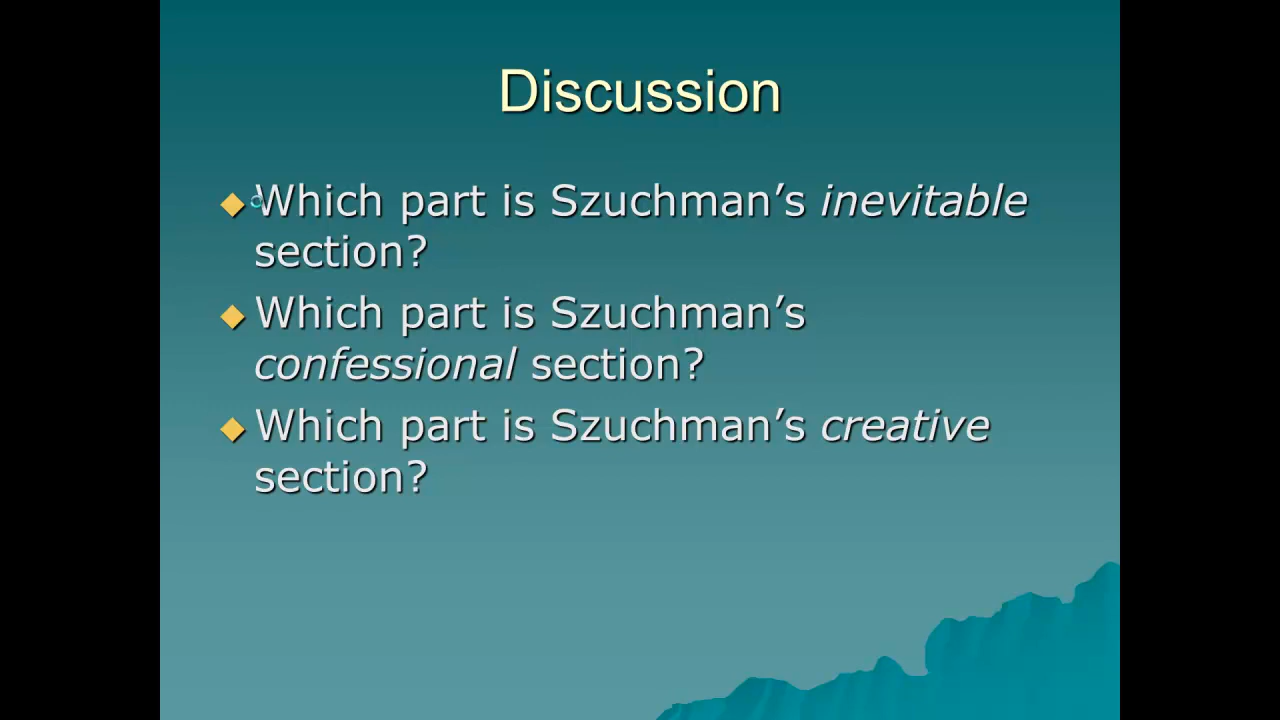 Discussion
Which part is Szuchman’s inevitable
section?
Which part is Szuchman’s
confessional section?
Which part is Szuchman’s creative
section?